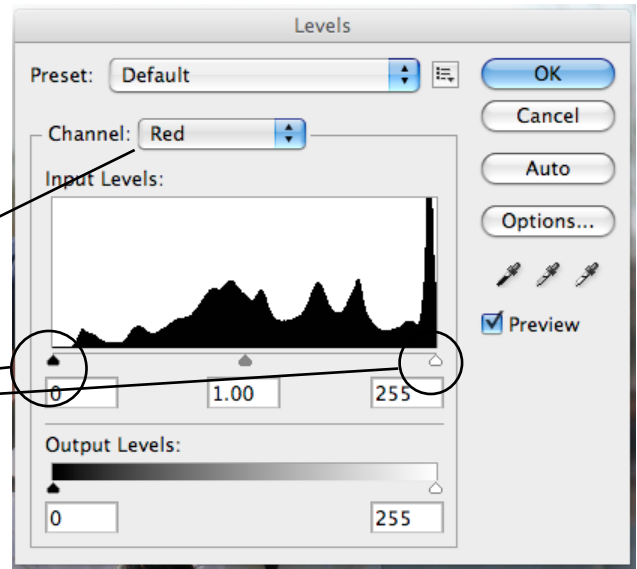 Levels
Preset: Default
OK
Cancel
Channel: Red
Auto
Input Levels:
Options...
Preview
0 1.00 255
Output Levels:
0 255